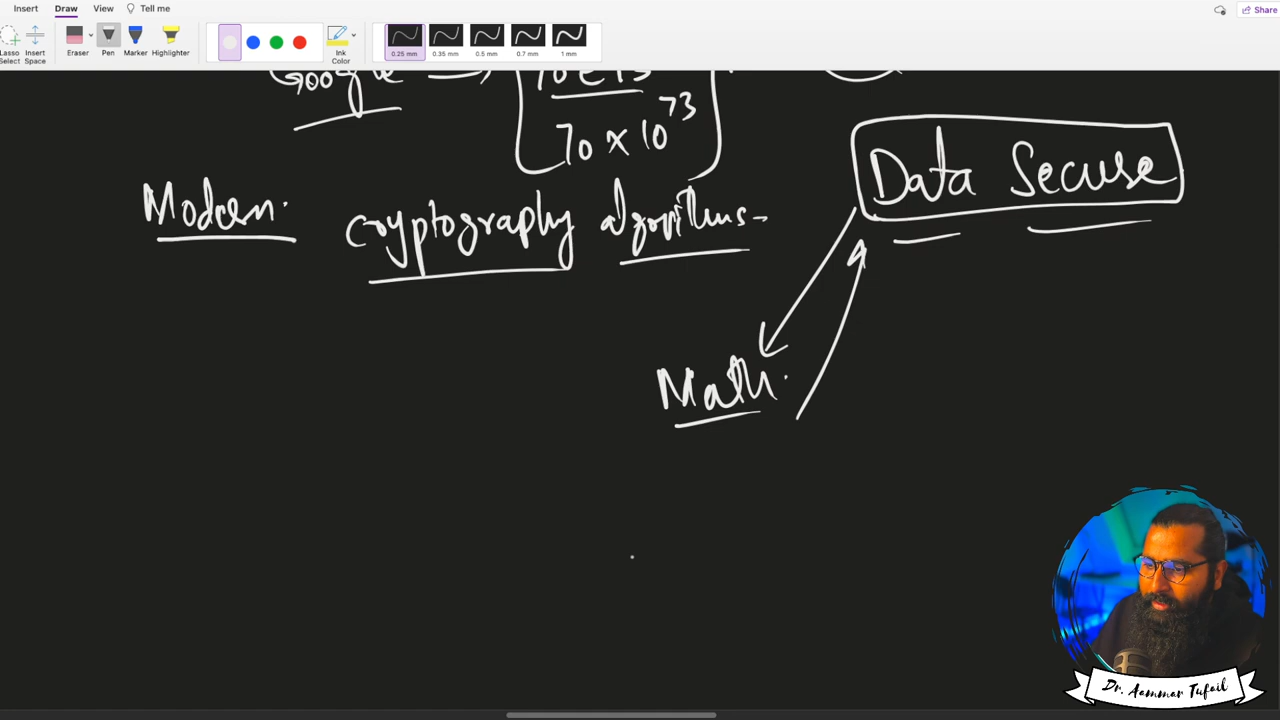 Insert Draw View Tell me
Share
Lasso Select Insert Space Eraser Pen Marker Highlighter Ink Color 0.25 mm 0.35 mm 0.5 mm 0.7 mm 1 mm
Google → 70 E 73
70 × 10^73
Data Secure
Modern. cryptography algorithms-
Math.
Dr. Aammar Tufail